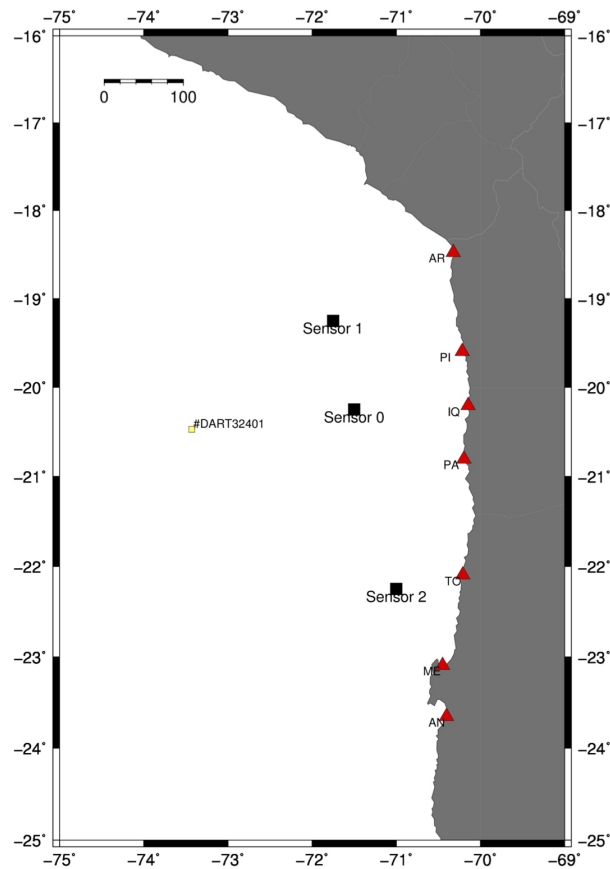 −75° −74° −73° −72° −71° −70° −69°
−16° −16°
0 100
−17° −17°
−18° −18°
AR
−19° −19°
Sensor 1
PI
−20° −20°
IQ
Sensor 0
#DART32401
PA
−21° −21°
−22° −22°
TO
Sensor 2
−23° −23°
ME
AN
−24° −24°
−25° −25°
−75° −74° −73° −72° −71° −70° −69°